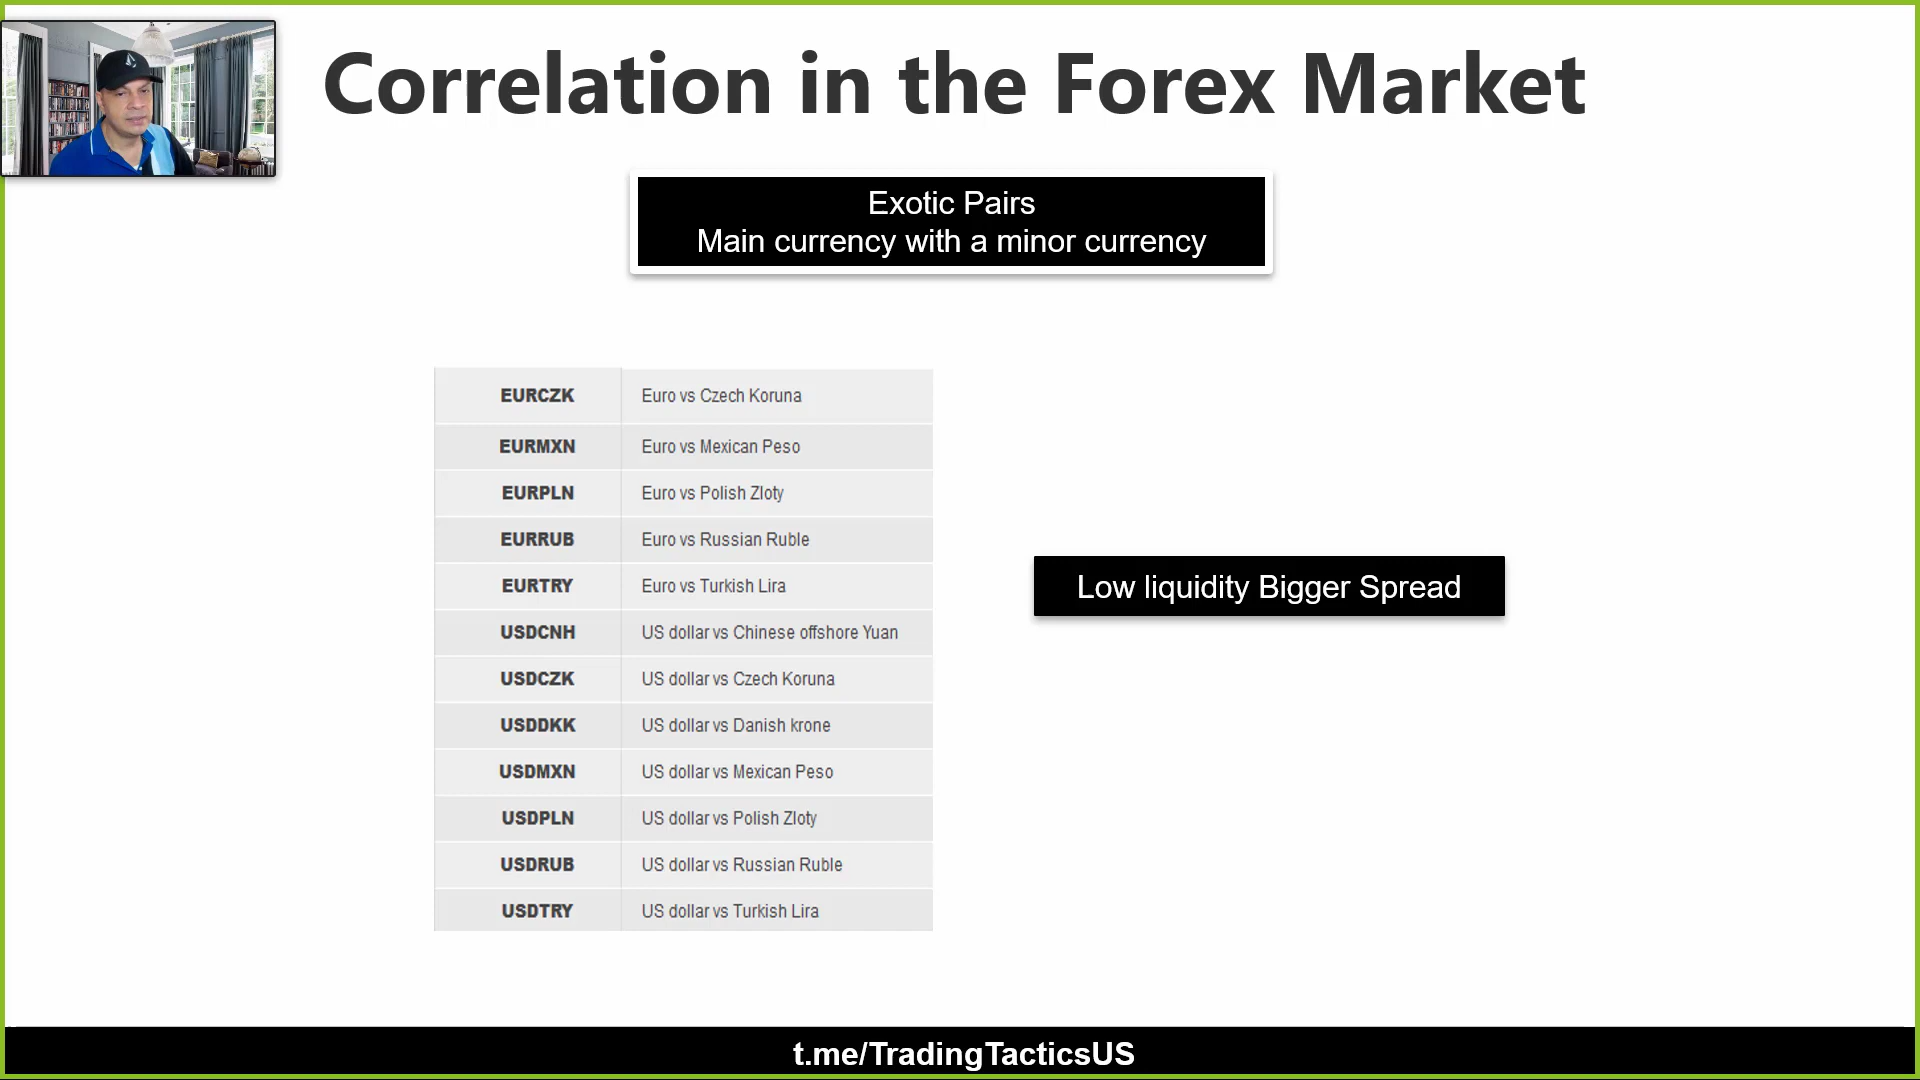 Correlation in the Forex Market
Exotic Pairs
Main currency with a minor currency
EURCZK Euro vs Czech Koruna
EURMXN Euro vs Mexican Peso
EURPLN Euro vs Polish Zloty
EURRUB Euro vs Russian Ruble
EURTRY Euro vs Turkish Lira
USDCNH US dollar vs Chinese offshore Yuan
USDCZK US dollar vs Czech Koruna
USDDKK US dollar vs Danish krone
USDMXN US dollar vs Mexican Peso
USDPLN US dollar vs Polish Zloty
USDRUB US dollar vs Russian Ruble
USDTRY US dollar vs Turkish Lira
Low liquidity Bigger Spread
t.me/TradingTacticsUS